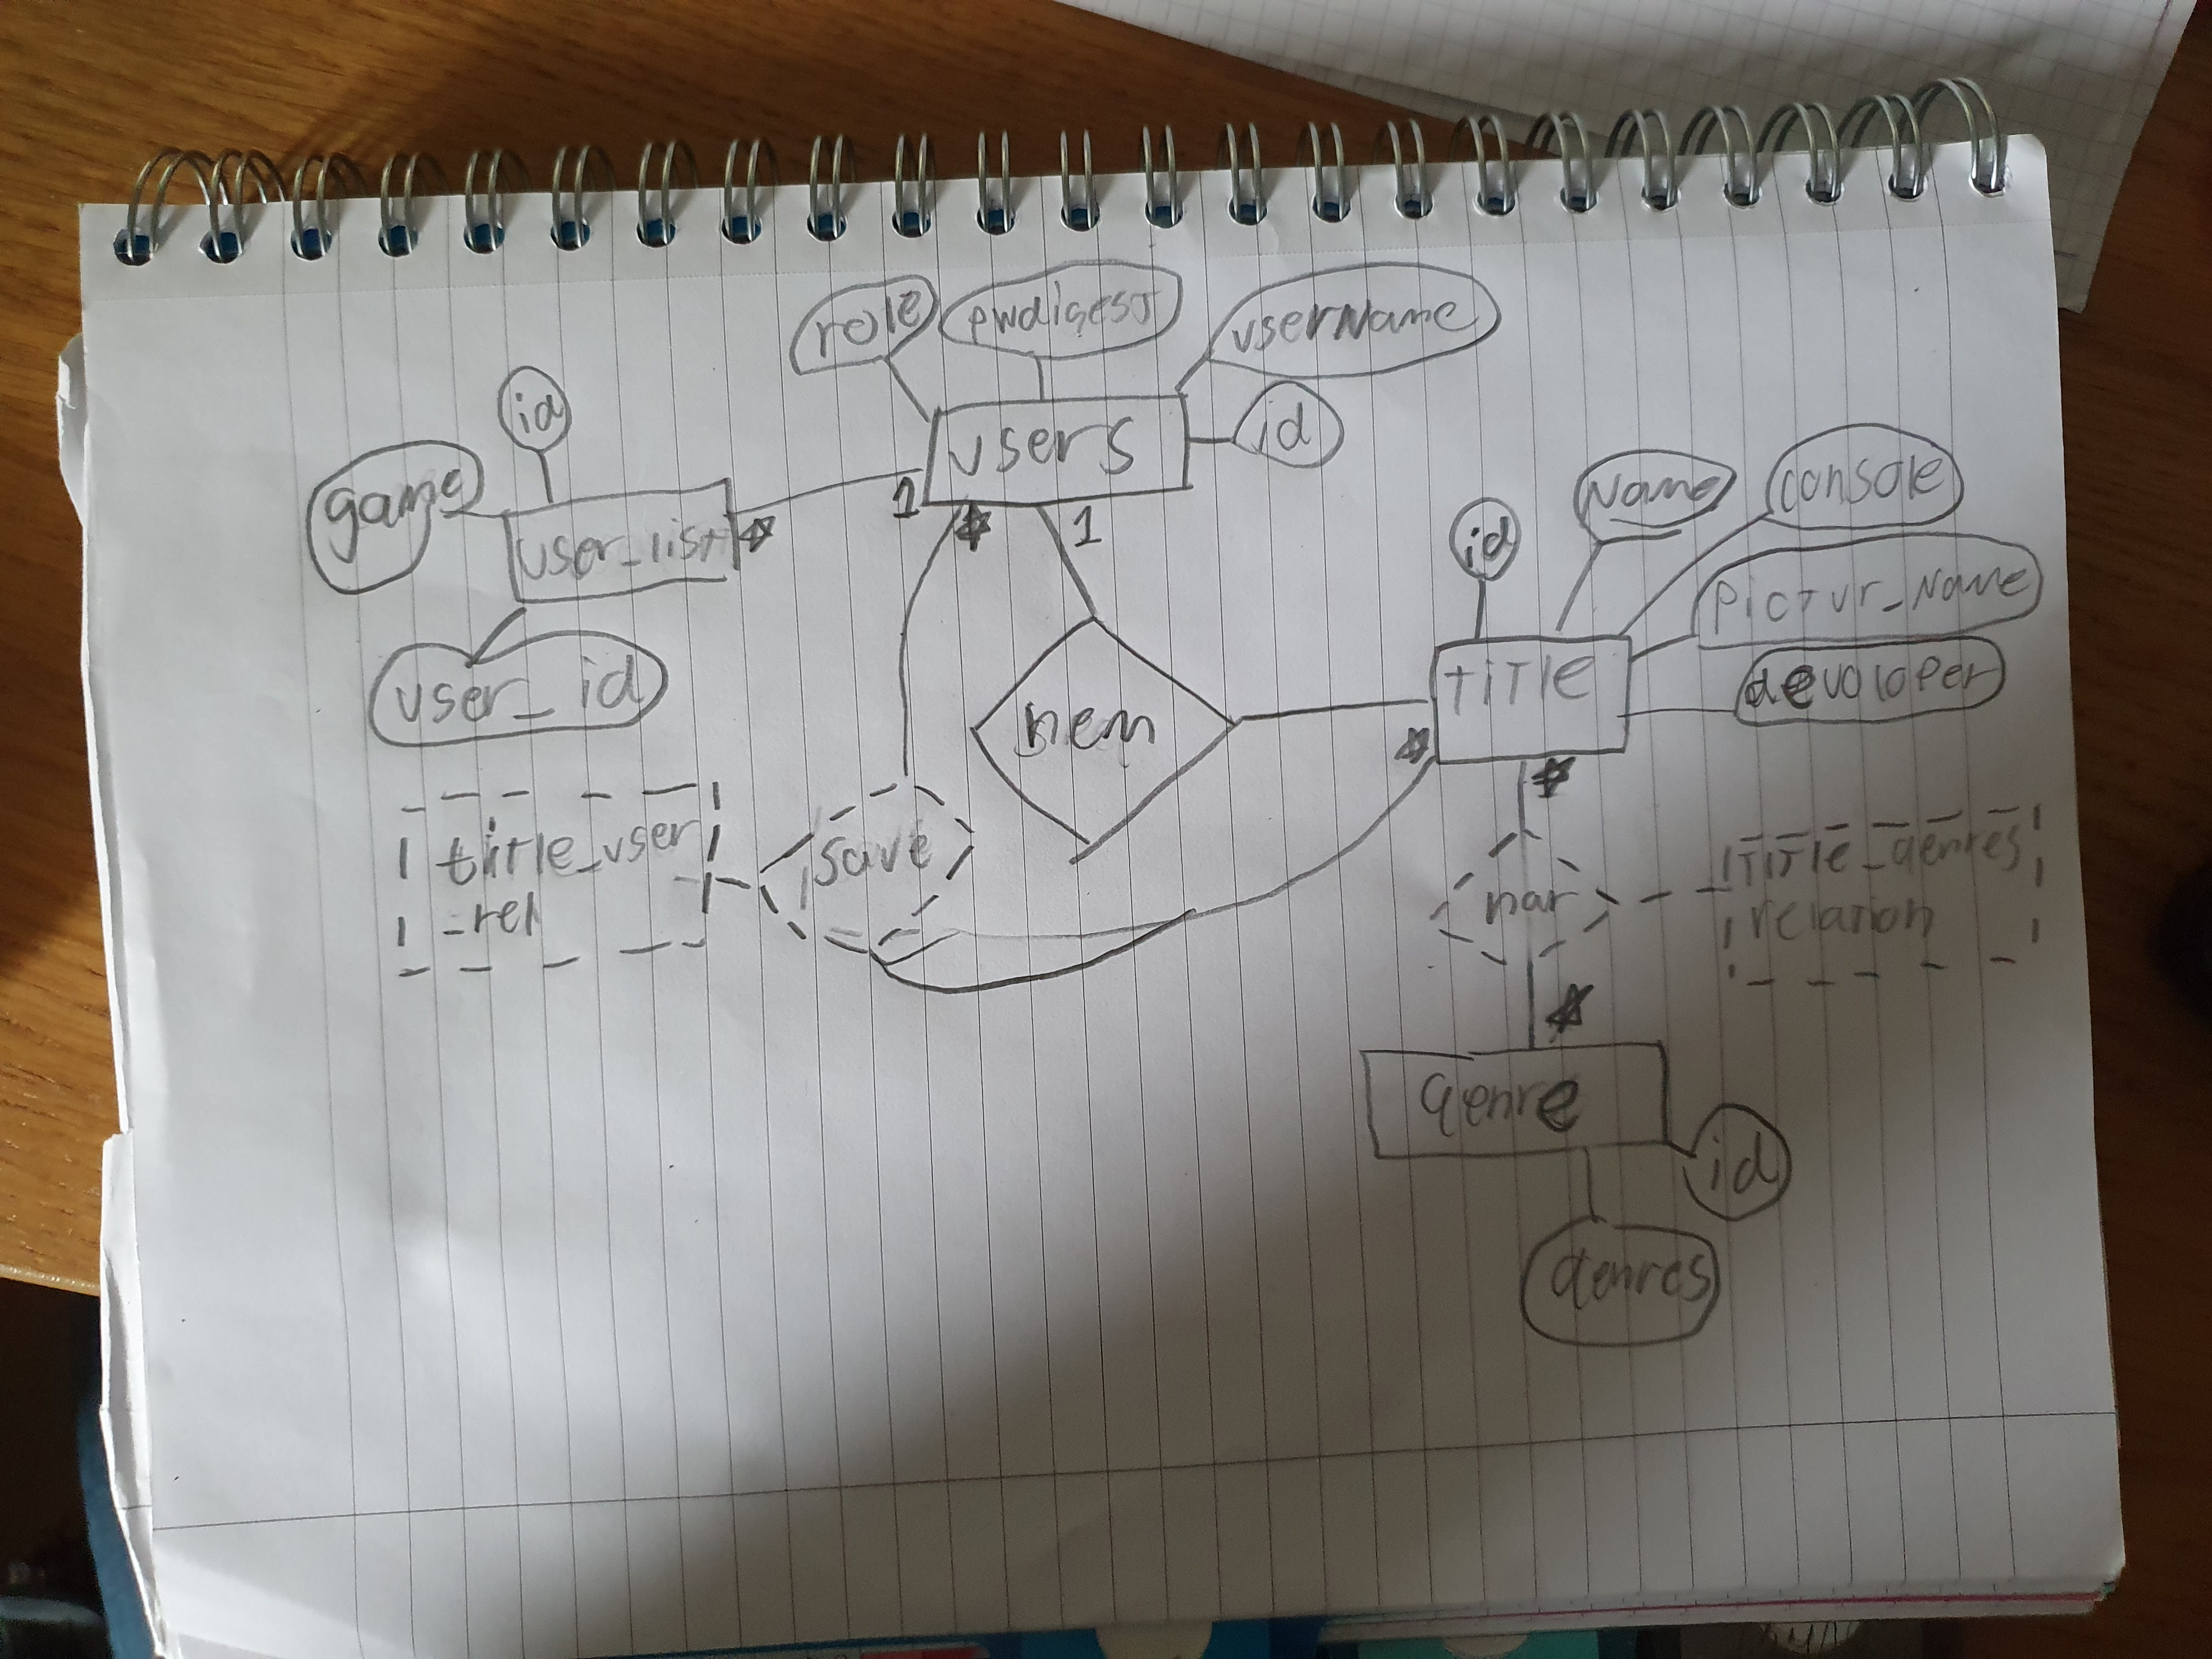 role
pwdigest
userName
id
users
id
game
user_list
1
*
*
1
user_id
Name
console
id
pictur_Name
TiTle
devoloper
*
*
title_user
_rel
save
har
TiTle_genres
relation
*
genre
id
genres